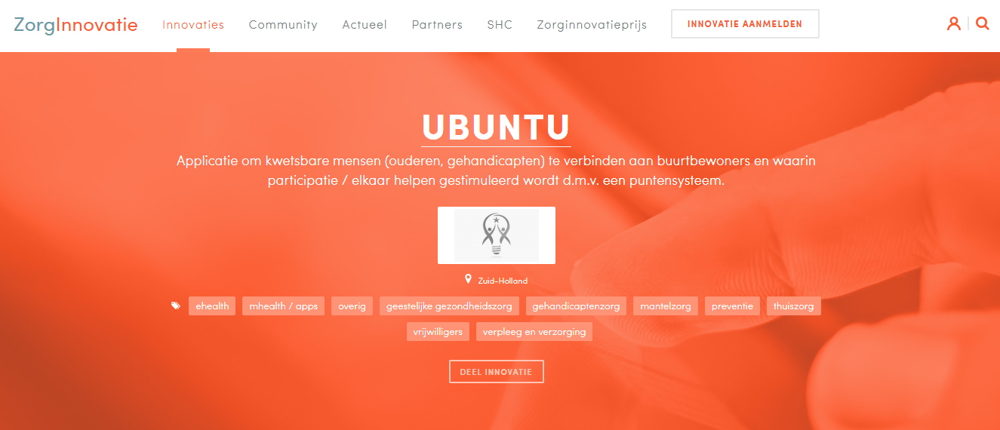 ZorgInnovatie
Innovaties
Community
Actueel
Partners
SHC
Zorginnovatieprijs
INNOVATIE AANMELDEN
UBUNTU
Applicatie om kwetsbare mensen (ouderen, gehandicapten) te verbinden aan buurtbewoners en waarin
participatie / elkaar helpen gestimuleerd wordt d.m.v. een puntensysteem.
Zuid-Holland
ehealth
mhealth / apps
overig
geestelijke gezondheidszorg
gehandicaptenzorg
mantelzorg
preventie
thuiszorg
vrijwilligers
verpleeg en verzorging
DEEL INNOVATIE